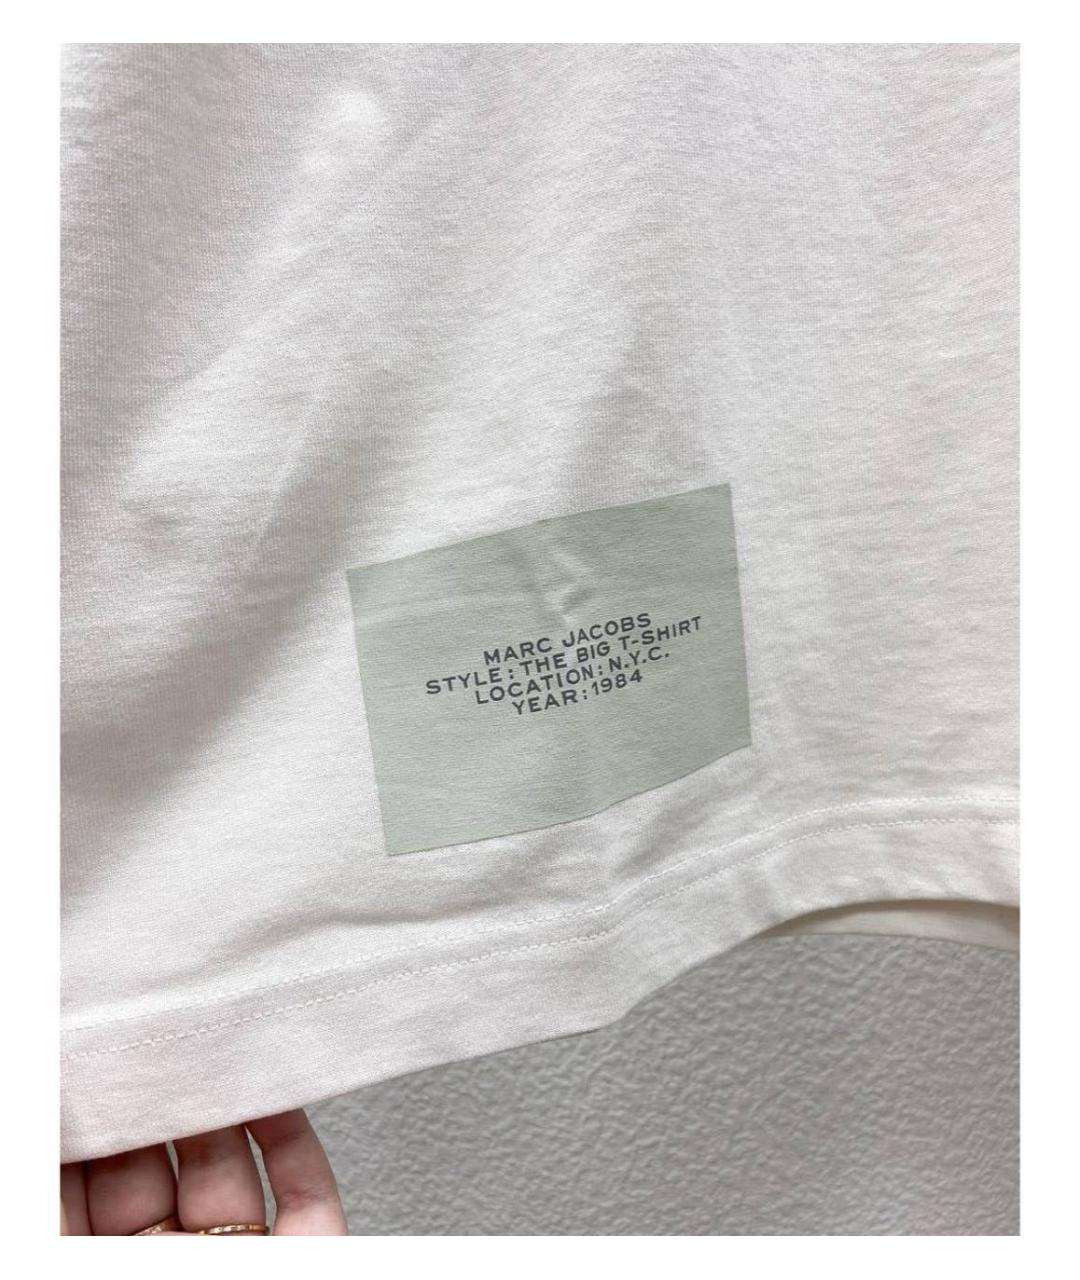 MARC JACOBS
STYLE: THE BIG T-SHIRT
LOCATION: N.Y.C.
YEAR: 1984